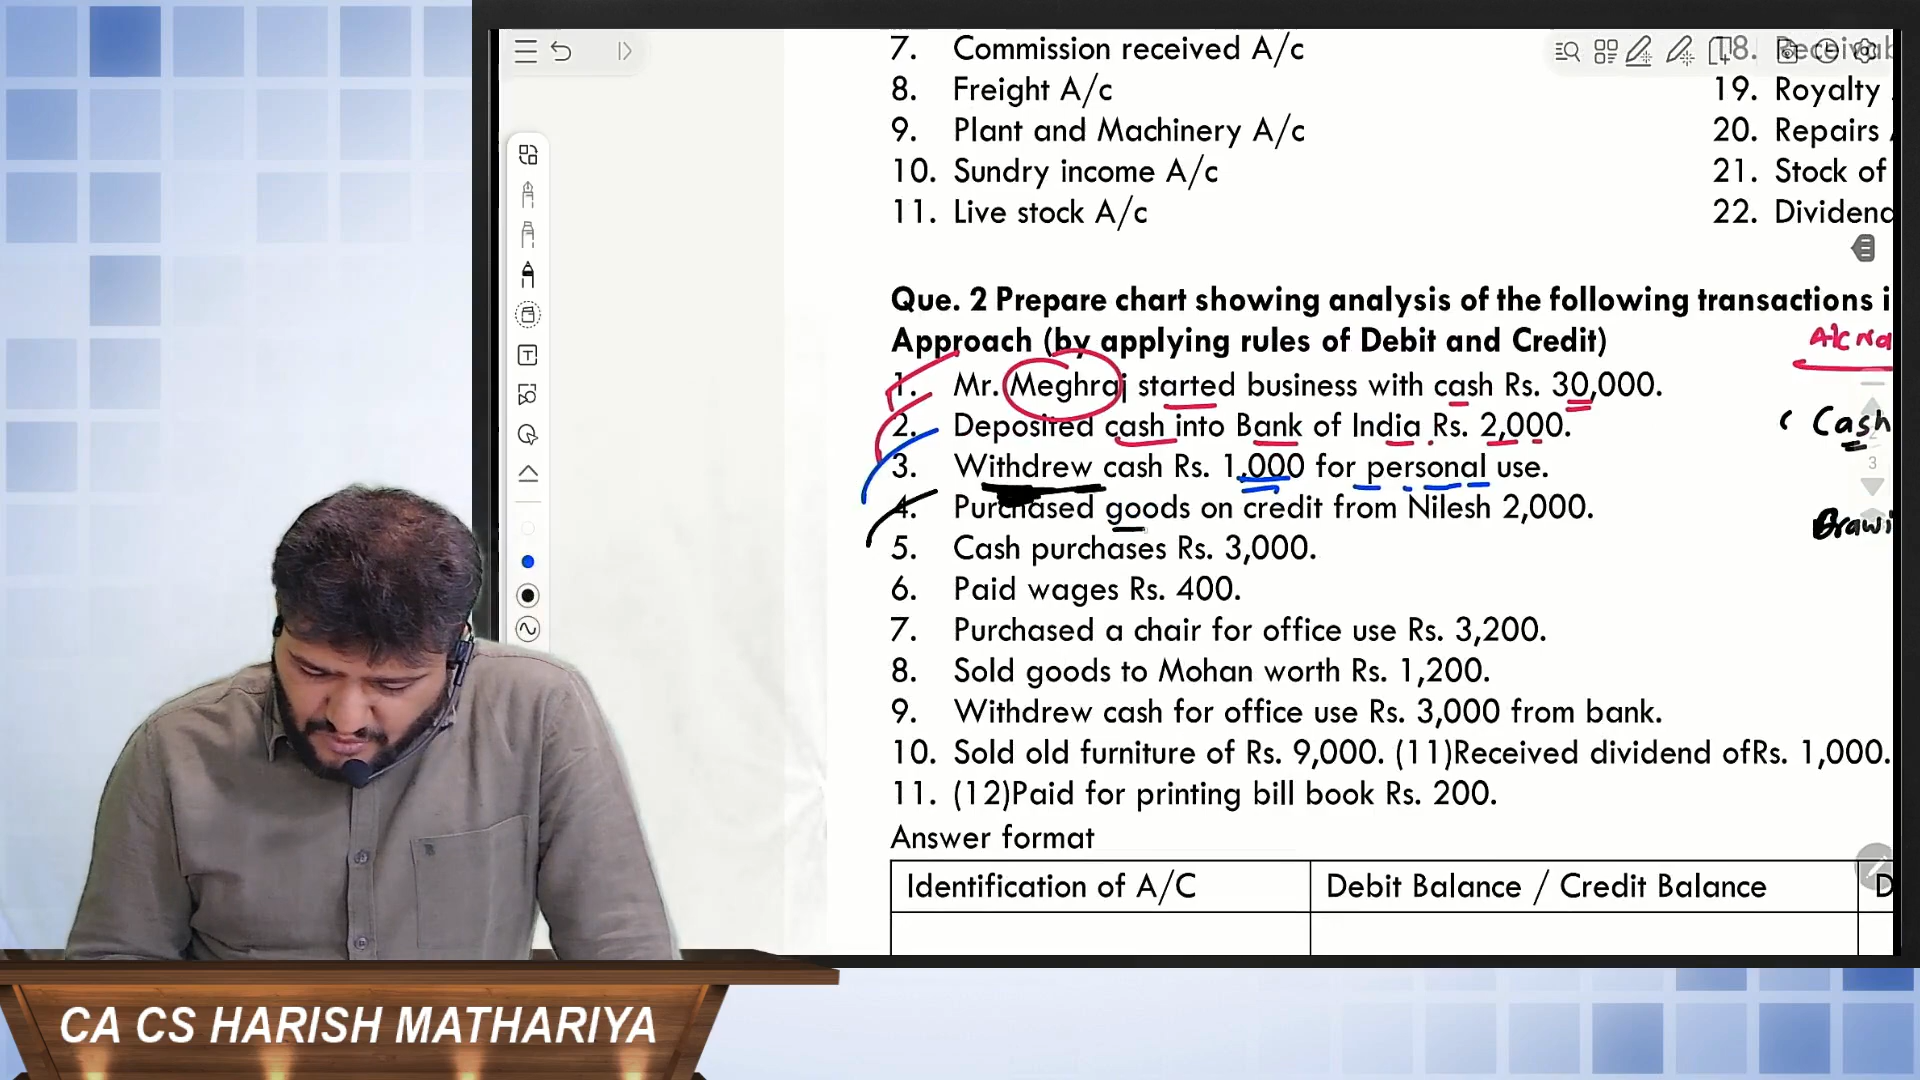 7. Commission received A/c
18. Receivab
8. Freight A/c
19. Royalty
9. Plant and Machinery A/c
20. Repairs
10. Sundry income A/c
21. Stock of
11. Live stock A/c
22. Dividend
Que. 2 Prepare chart showing analysis of the following transactions i
Approach (by applying rules of Debit and Credit)
A/c Na
1. Mr. Meghraj started business with cash Rs. 30,000.
2. Deposited cash into Bank of India Rs. 2,000.
Cash
3. Withdrew cash Rs. 1,000 for personal use.
3
4. Purchased goods on credit from Nilesh 2,000.
Drawi
5. Cash purchases Rs. 3,000.
6. Paid wages Rs. 400.
7. Purchased a chair for office use Rs. 3,200.
8. Sold goods to Mohan worth Rs. 1,200.
9. Withdrew cash for office use Rs. 3,000 from bank.
10. Sold old furniture of Rs. 9,000. (11)Received dividend ofRs. 1,000.
11. (12)Paid for printing bill book Rs. 200.
Answer format
Identification of A/C
Debit Balance / Credit Balance
D
CA CS HARISH MATHARIYA